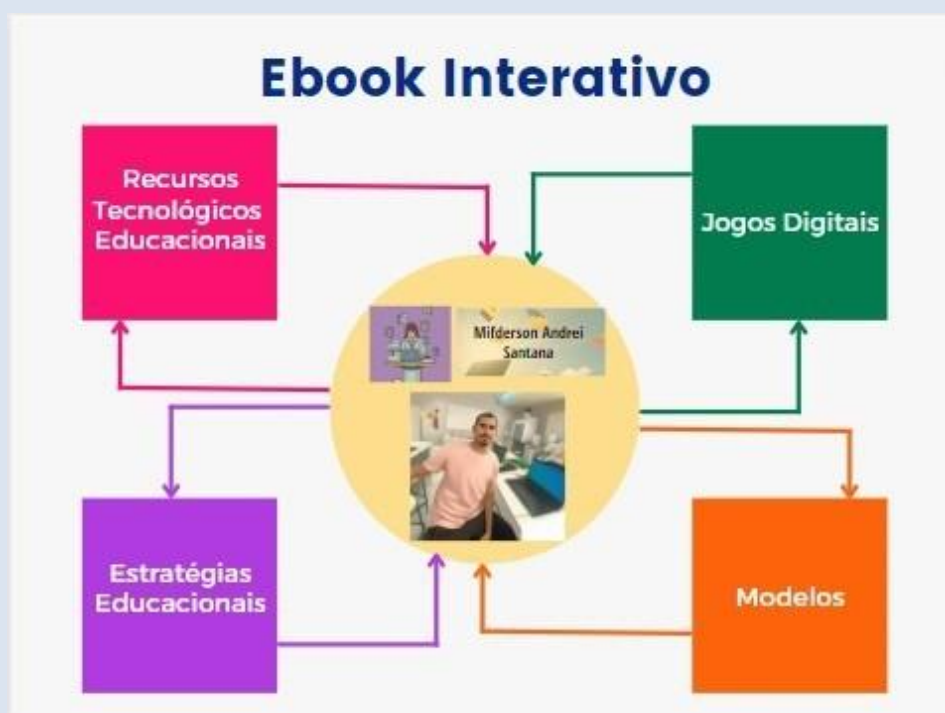 Ebook Interativo
Recursos
Tecnológicos
Educacionais
Jogos Digitais
Mifderson Andrei
Santana
Estratégias
Educacionais
Modelos